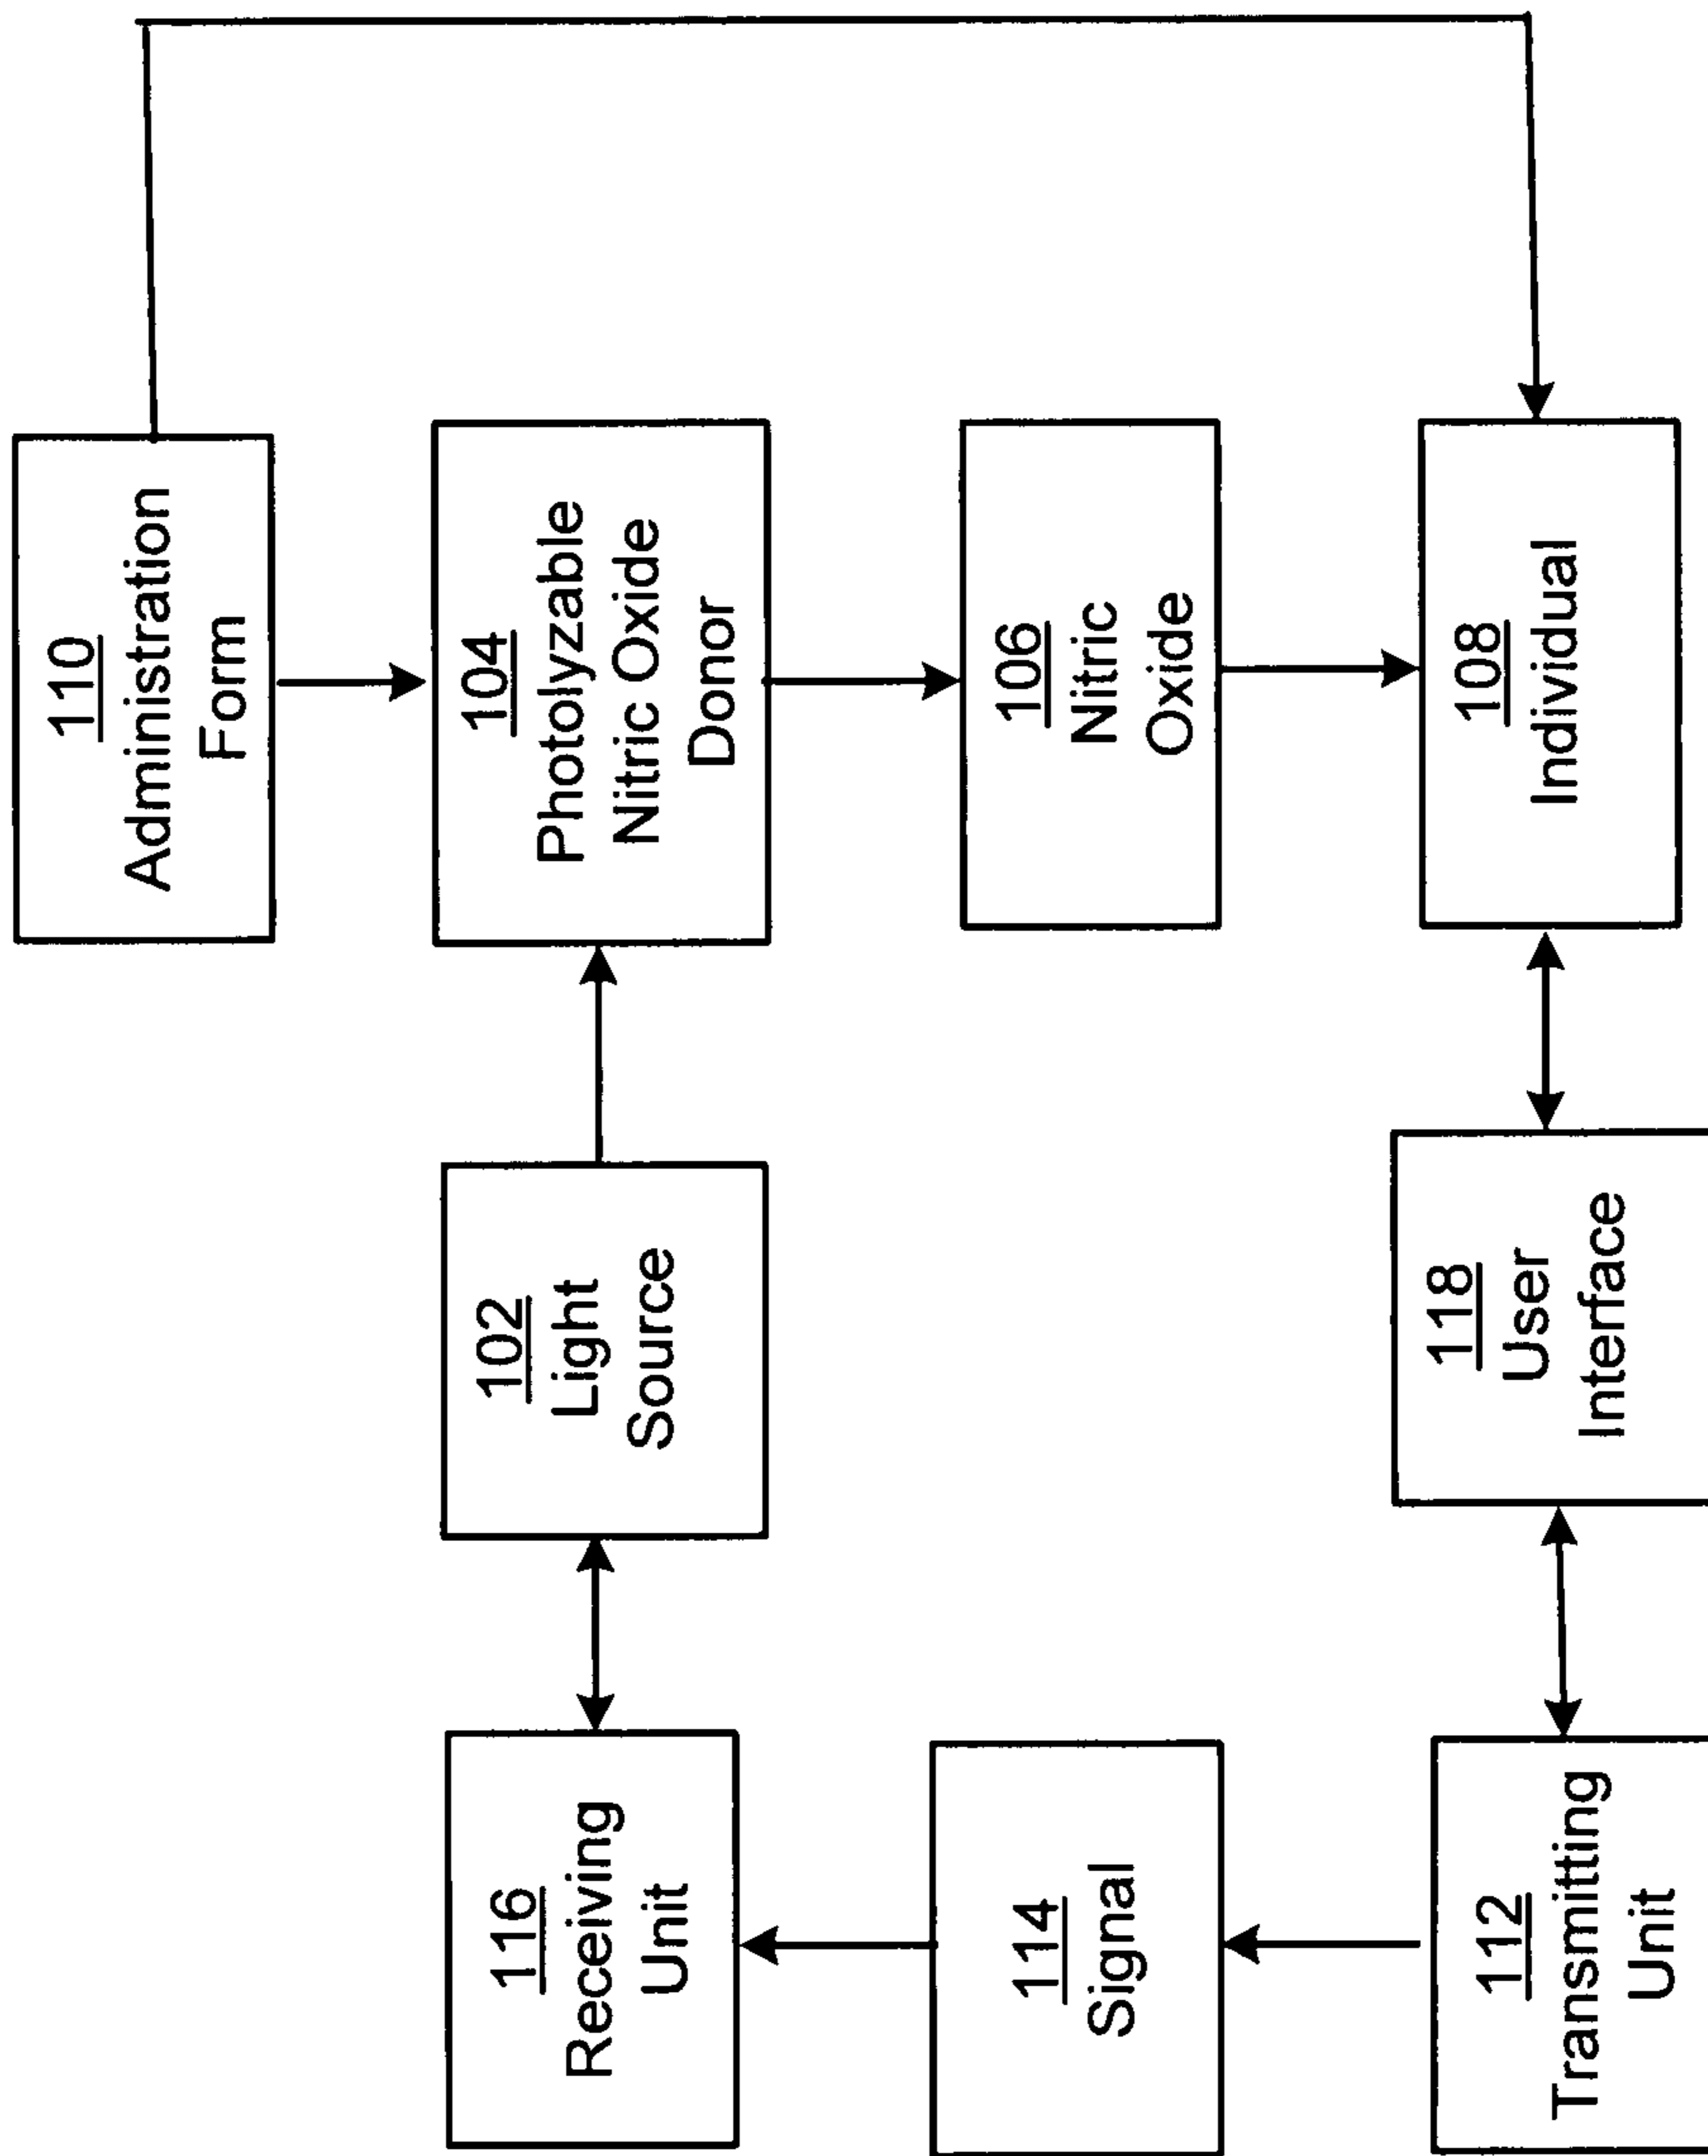 110
Administration
Form
116
Receiving
Unit
102
Light
Source
104
Photolyzable
Nitric Oxide
Donor
114
Signal
106
Nitric
Oxide
112
Transmitting
Unit
118
User
Interface
108
Individual